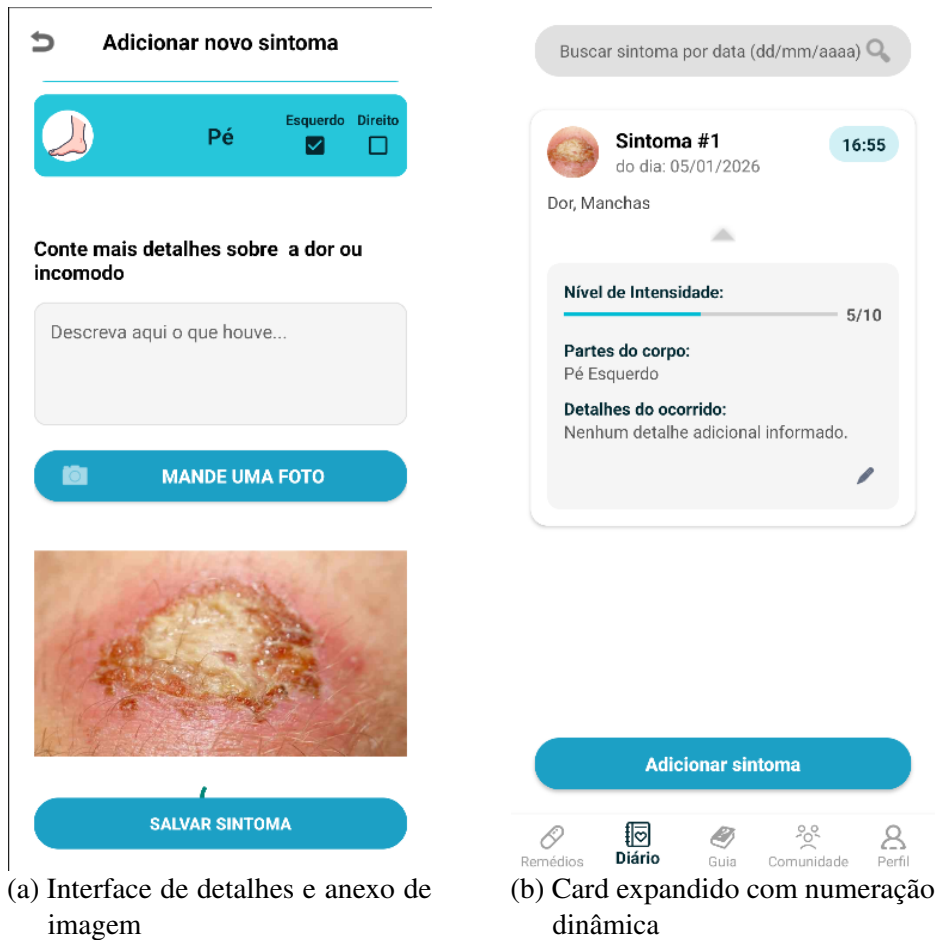 Adicionar novo sintoma
Pé
Esquerdo
Direito
Conte mais detalhes sobre a dor ou
incomodo
Descreva aqui o que houve...
MANDE UMA FOTO
SALVAR SINTOMA
(a) Interface de detalhes e anexo de
imagem
Buscar sintoma por data (dd/mm/aaaa)
Sintoma #1
16:55
do dia: 05/01/2026
Dor, Manchas
Nível de Intensidade:
5/10
Partes do corpo:
Pé Esquerdo
Detalhes do ocorrido:
Nenhum detalhe adicional informado.
Adicionar sintoma
Remédios
Diário
Guia
Comunidade
Perfil
(b) Card expandido com numeração
dinâmica